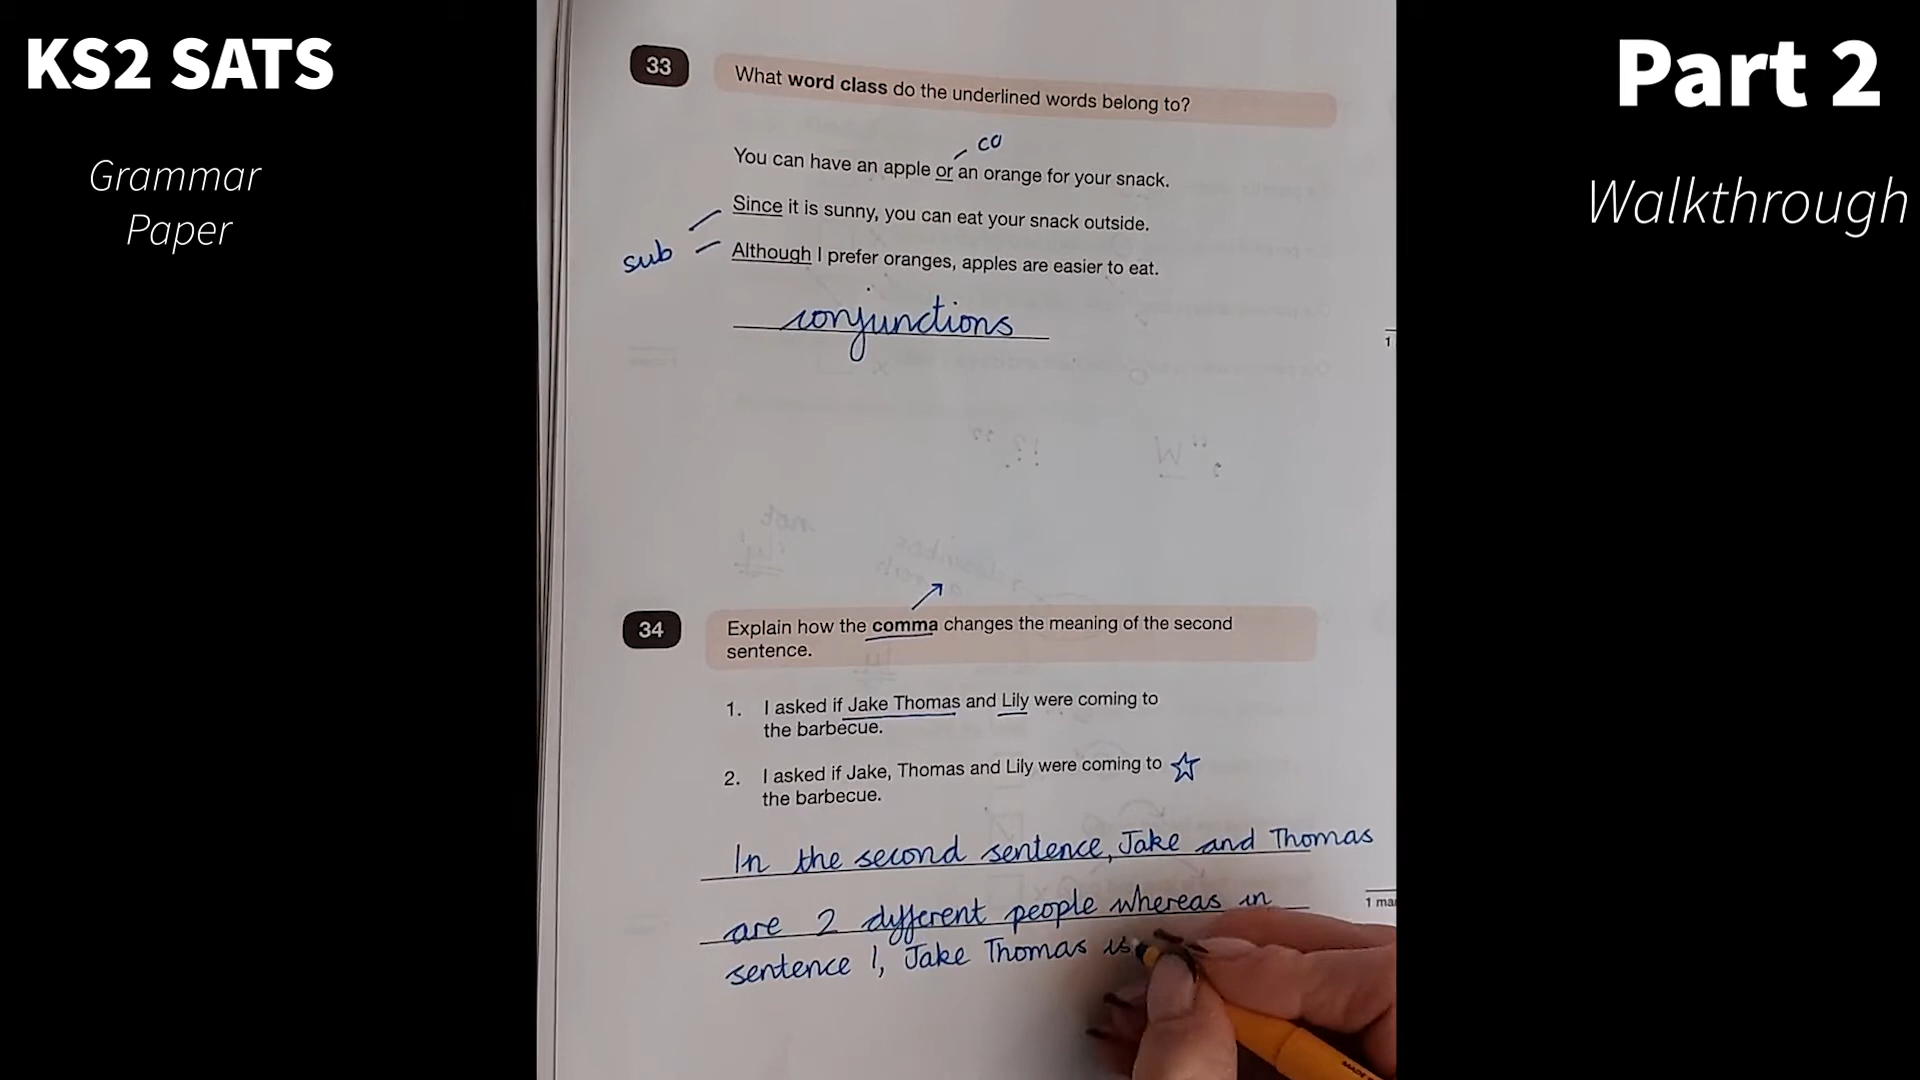 KS2 SATS
Grammar
Paper
Part 2
Walkthrough
33
What word class do the underlined words belong to?
co
You can have an apple or an orange for your snack.
Since it is sunny, you can eat your snack outside.
sub
Although I prefer oranges, apples are easier to eat.
conjunctions
1
34
Explain how the comma changes the meaning of the second
sentence.
1. I asked if Jake Thomas and Lily were coming to
the barbecue.
2. I asked if Jake, Thomas and Lily were coming to
the barbecue.
In the second sentence, Jake and Thomas
are 2 different people whereas in
1 ma
sentence 1, Jake Thomas is